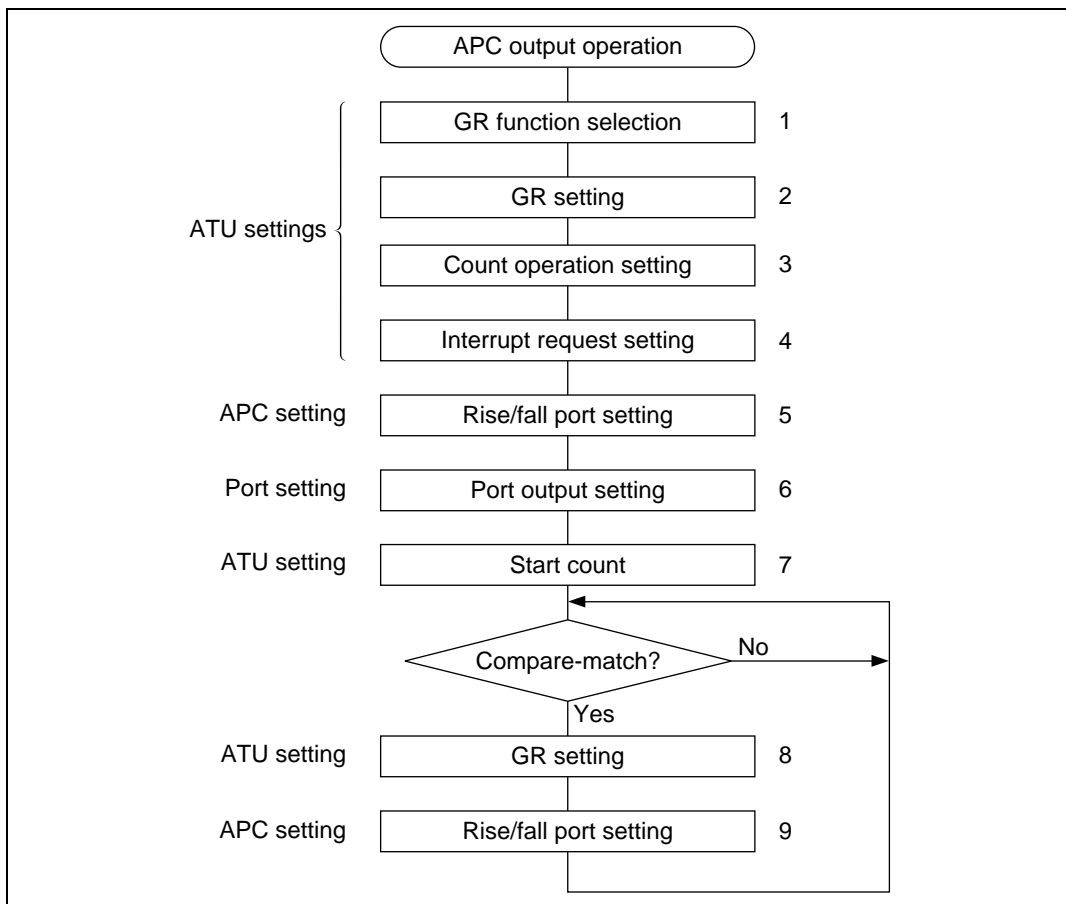 APC output operation
GR function selection 1
GR setting 2
ATU settings
Count operation setting 3
Interrupt request setting 4
APC setting Rise/fall port setting 5
Port setting Port output setting 6
ATU setting Start count 7
Compare-match? No
Yes
ATU setting GR setting 8
APC setting Rise/fall port setting 9